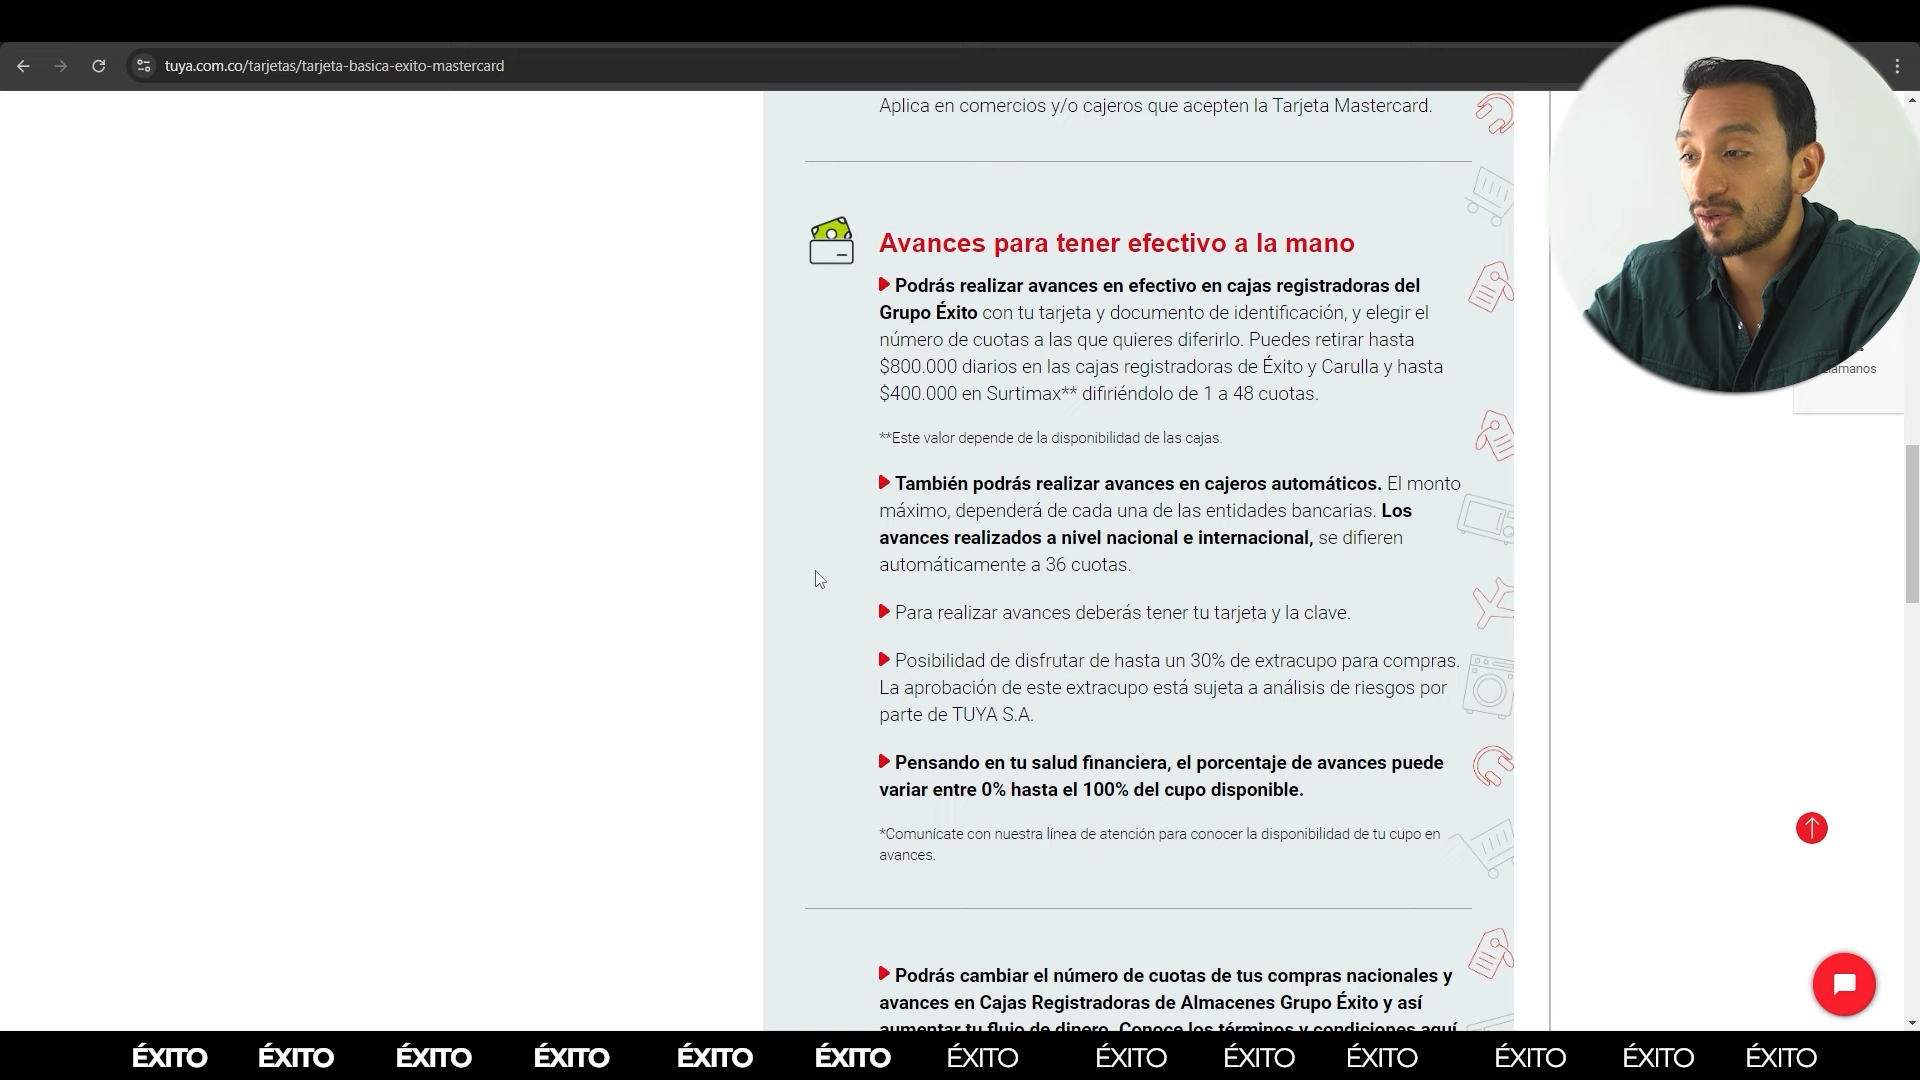 tuya.com.co/tarjetas/tarjeta-basica-exito-mastercard
Aplica en comercios y/o cajeros que acepten la Tarjeta Mastercard.
Avances para tener efectivo a la mano
Podrás realizar avances en efectivo en cajas registradoras del
Grupo Éxito con tu tarjeta y documento de identificación, y elegir el
número de cuotas a las que quieres diferirlo. Puedes retirar hasta
$800.000 diarios en las cajas registradoras de Éxito y Carulla y hasta
$400.000 en Surtimax** difiriéndolo de 1 a 48 cuotas.
**Este valor depende de la disponibilidad de las cajas.
También podrás realizar avances en cajeros automáticos. El monto
máximo, dependerá de cada una de las entidades bancarias. Los
avances realizados a nivel nacional e internacional, se difieren
automáticamente a 36 cuotas.
Para realizar avances deberás tener tu tarjeta y la clave.
Posibilidad de disfrutar de hasta un 30% de extracupo para compras.
La aprobación de este extracupo está sujeta a análisis de riesgos por
parte de TUYA S.A.
Pensando en tu salud financiera, el porcentaje de avances puede
variar entre 0% hasta el 100% del cupo disponible.
*Comunícate con nuestra línea de atención para conocer la disponibilidad de tu cupo en
avances.
Podrás cambiar el número de cuotas de tus compras nacionales y
avances en Cajas Registradoras de Almacenes Grupo Éxito y así
aumentar tu flujo de dinero. Conoce los términos y condiciones aquí
ÉXITO ÉXITO ÉXITO ÉXITO ÉXITO ÉXITO ÉXITO ÉXITO ÉXITO ÉXITO ÉXITO ÉXITO ÉXITO